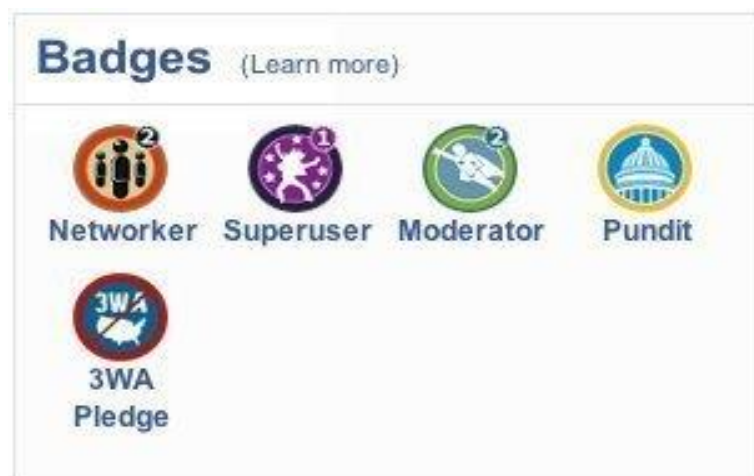 Badges (Learn more)
2 1 2
Networker Superuser Moderator Pundit
3WA
3WA
Pledge